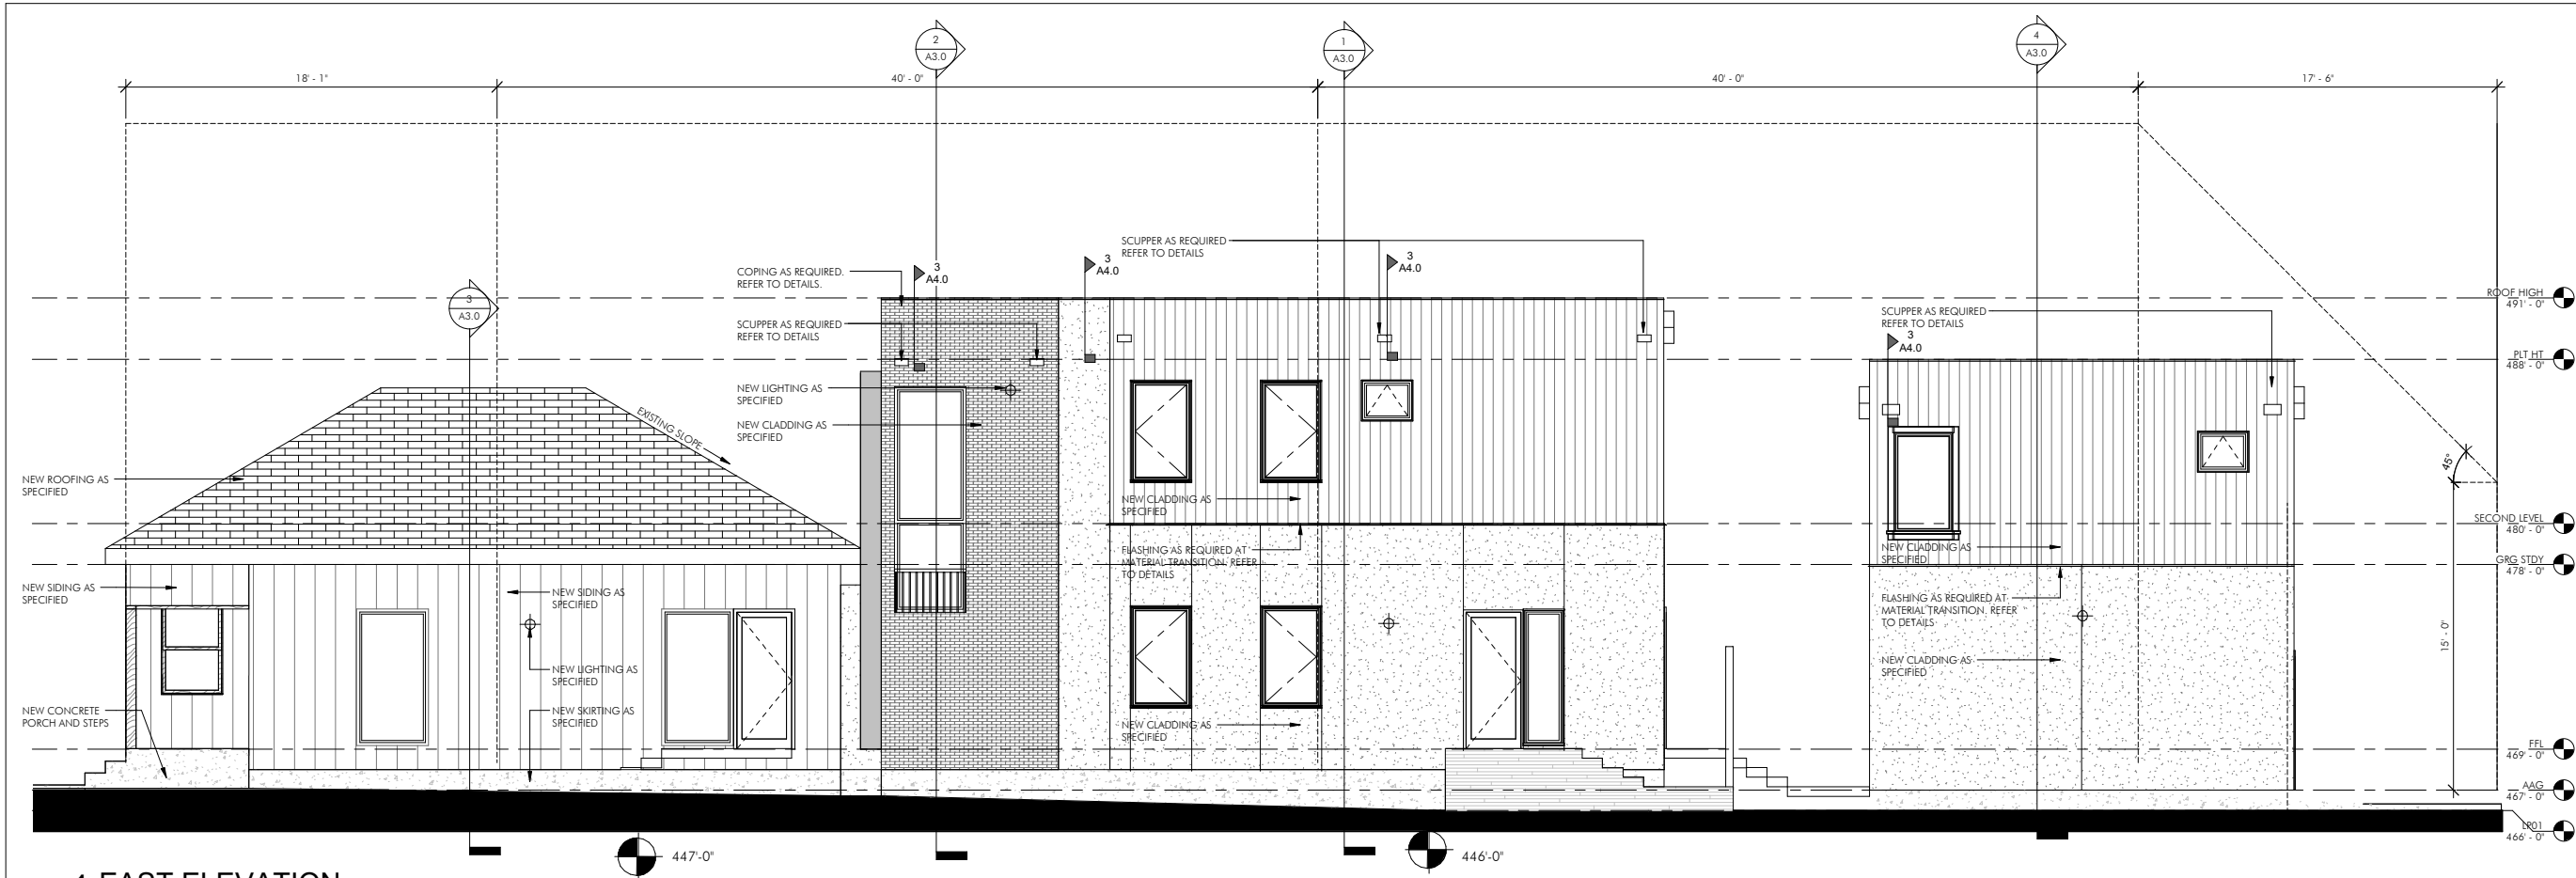 2
A3.0
1
A3.0
4
A3.0
18' - 1"
40' - 0"
40' - 0"
17' - 6"
SCUPPER AS REQUIRED
REFER TO DETAILS
3
A4.0
3
A4.0
3
A4.0
COPING AS REQUIRED.
REFER TO DETAILS.
3
A3.0
ROOF HIGH
491' - 0"
SCUPPER AS REQUIRED
REFER TO DETAILS
SCUPPER AS REQUIRED
REFER TO DETAILS
3
A4.0
PLT HT
488' - 0"
NEW LIGHTING AS
SPECIFIED
EXISTING SLOPE
NEW CLADDING AS
SPECIFIED
45°
NEW ROOFING AS
SPECIFIED
NEW CLADDING AS
SPECIFIED
SECOND LEVEL
480' - 0"
FLASHING AS REQUIRED AT
MATERIAL TRANSITION. REFER
TO DETAILS
NEW CLADDING AS
SPECIFIED
GRG STDY
478' - 0"
NEW SIDING AS
SPECIFIED
NEW SIDING AS
SPECIFIED
FLASHING AS REQUIRED AT
MATERIAL TRANSITION. REFER
TO DETAILS
15' - 0"
NEW LIGHTING AS
SPECIFIED
NEW CLADDING AS
SPECIFIED
NEW CONCRETE
PORCH AND STEPS
NEW SKIRTING AS
SPECIFIED
NEW CLADDING AS
SPECIFIED
FFL
469' - 0"
AAG
467' - 0"
LP01
466' - 0"
447'-0"
446'-0"
EAST ELEVATION